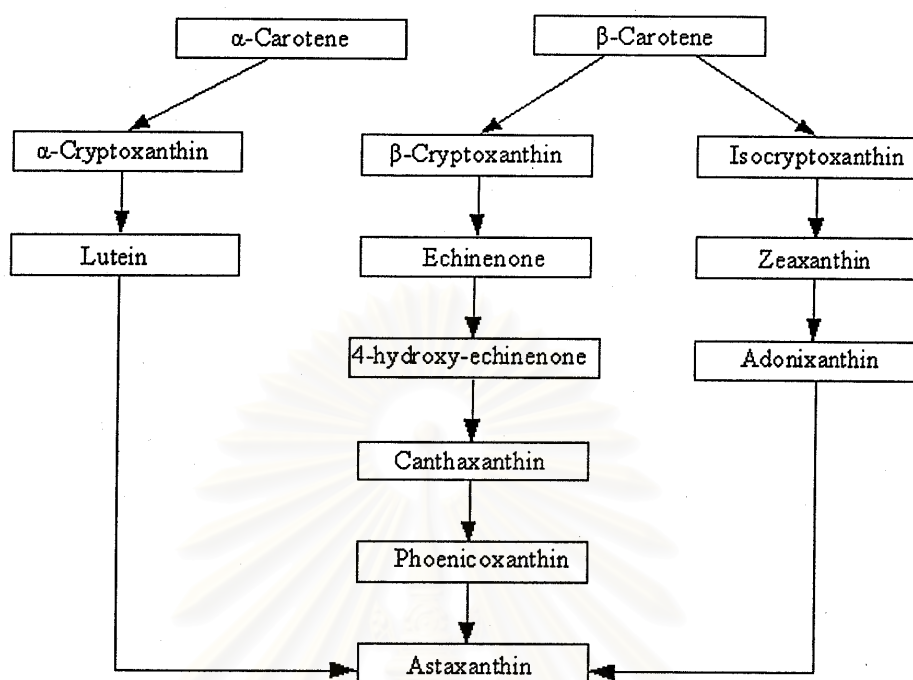 α-Carotene
β-Carotene
α-Cryptoxanthin
β-Cryptoxanthin
Isocryptoxanthin
Lutein
Echinenone
Zeaxanthin
4-hydroxy-echinenone
Adonixanthin
Canthaxanthin
Phoenicoxanthin
Astaxanthin